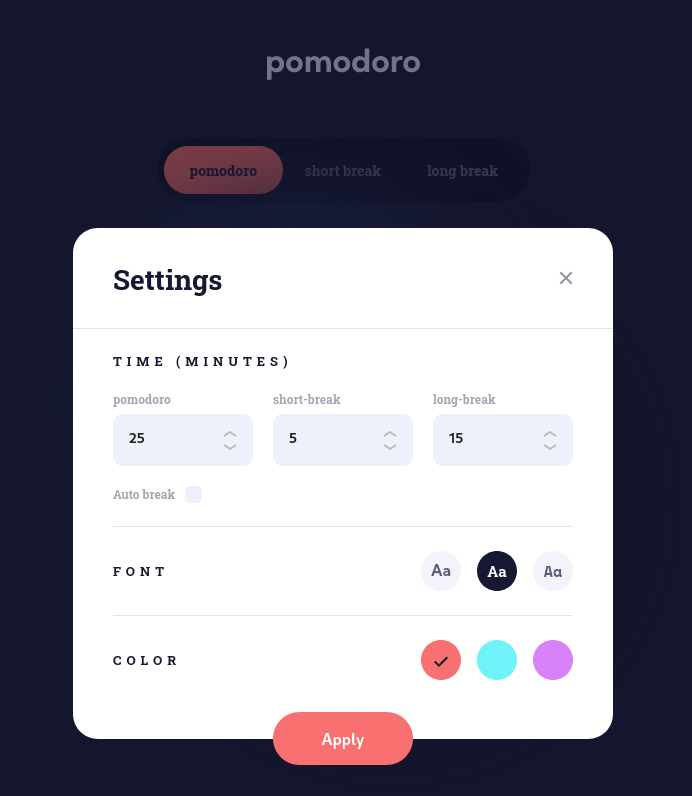 pomodoro
pomodoro short break long break
Settings
TIME (MINUTES)
pomodoro short-break long-break
25 5 15
Auto break
FONT Aa Aa Aa
COLOR
Apply